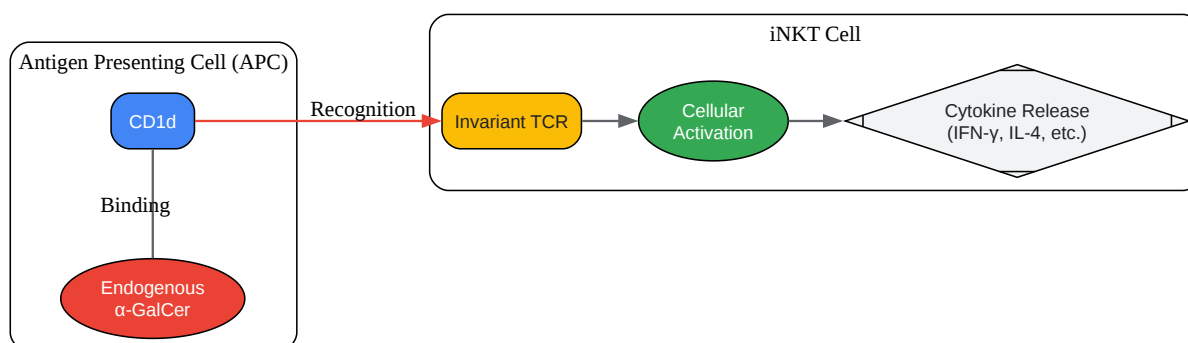 iNKT Cell
Antigen Presenting Cell (APC)
CD1d
Recognition
Invariant TCR
Cellular
Activation
Cytokine Release
(IFN-γ, IL-4, etc.)
Binding
Endogenous
α-GalCer